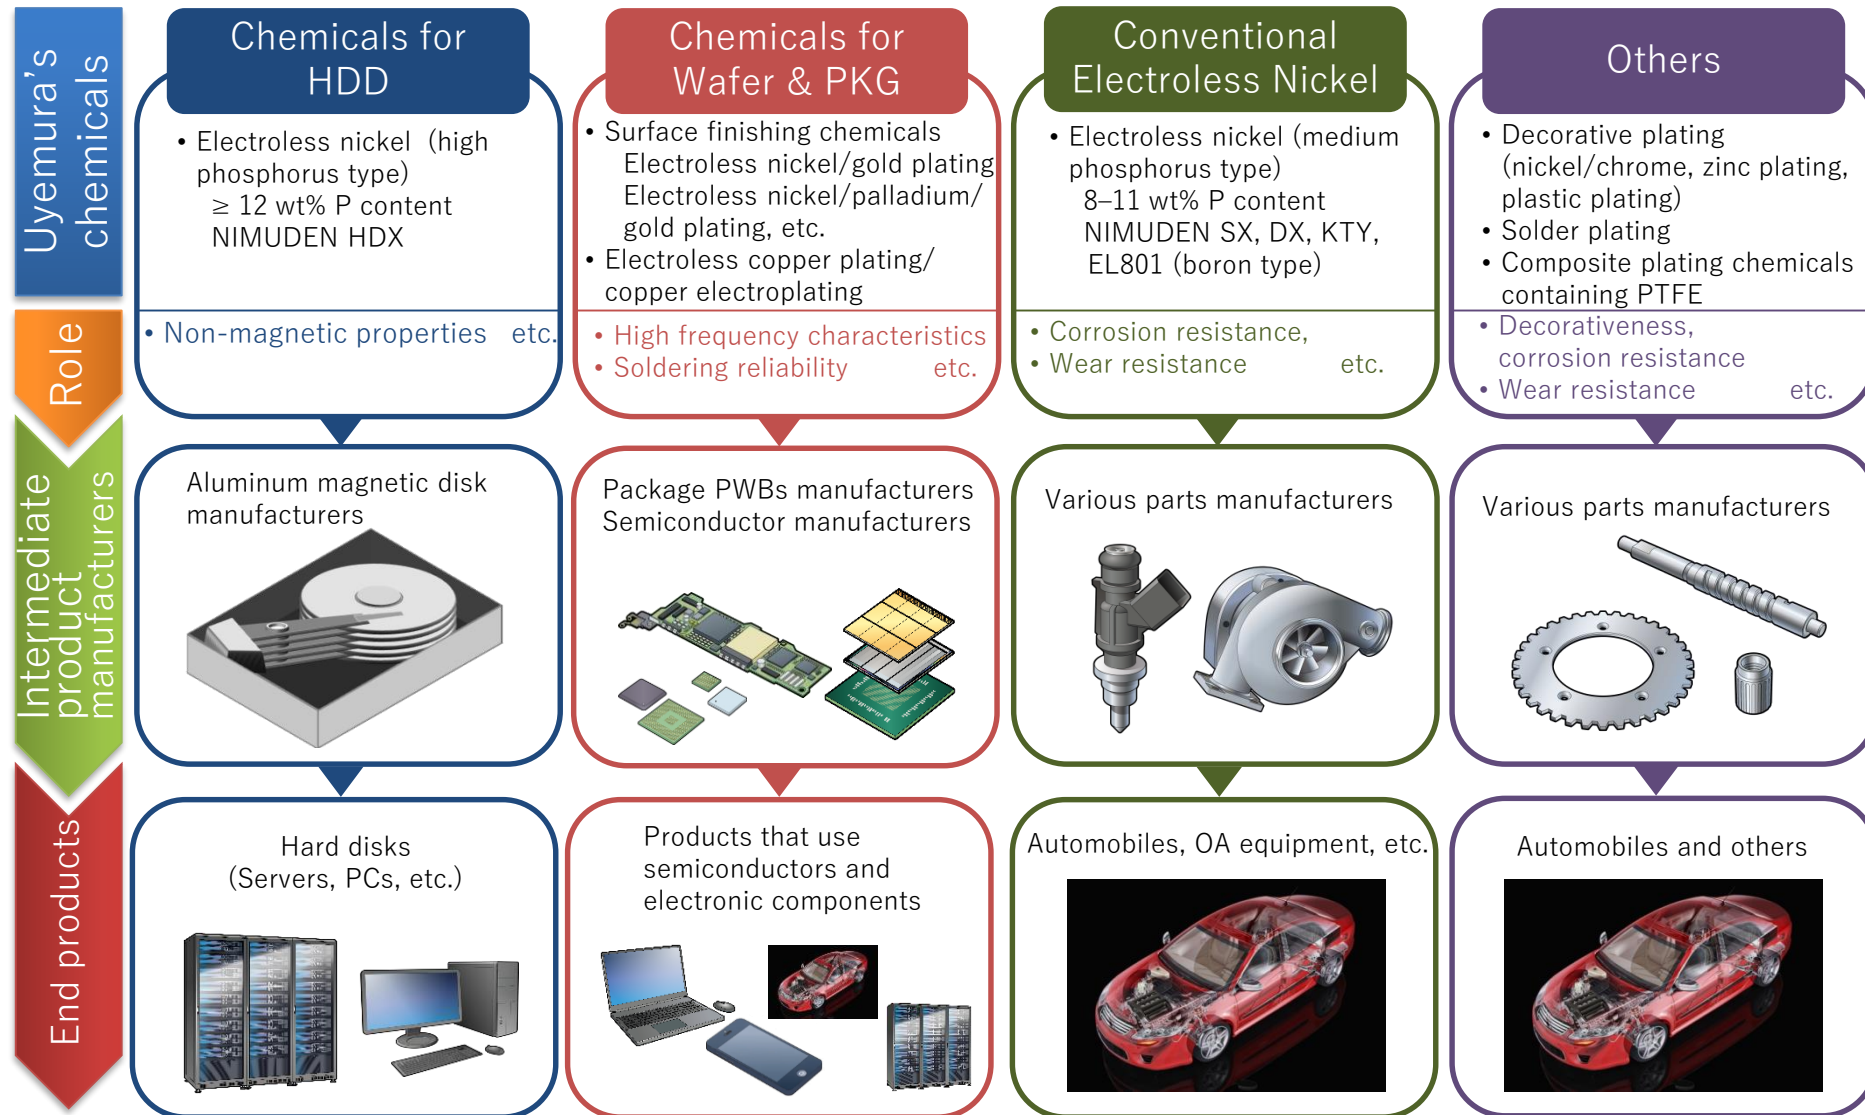 Uyemura's
chemicals
Chemicals for
HDD
• Electroless nickel (high
phosphorus type)
≥ 12 wt% P content
NIMUDEN HDX
Chemicals for
Wafer & PKG
• Surface finishing chemicals
Electroless nickel/gold plating
Electroless nickel/palladium/
gold plating, etc.
• Electroless copper plating/
copper electroplating
Conventional
Electroless Nickel
• Electroless nickel (medium
phosphorus type)
8–11 wt% P content
NIMUDEN SX, DX, KTY,
EL801 (boron type)
Others
• Decorative plating
(nickel/chrome, zinc plating,
plastic plating)
• Solder plating
• Composite plating chemicals
containing PTFE
Role
• Non-magnetic properties etc.
• High frequency characteristics
• Soldering reliability etc.
• Corrosion resistance,
• Wear resistance etc.
• Decorativeness,
corrosion resistance
• Wear resistance etc.
Intermediate
product
manufacturers
Aluminum magnetic disk
manufacturers
Package PWBs manufacturers
Semiconductor manufacturers
Various parts manufacturers
Various parts manufacturers
End products
Hard disks
(Servers, PCs, etc.)
Products that use
semiconductors and
electronic components
Automobiles, OA equipment, etc.
Automobiles and others